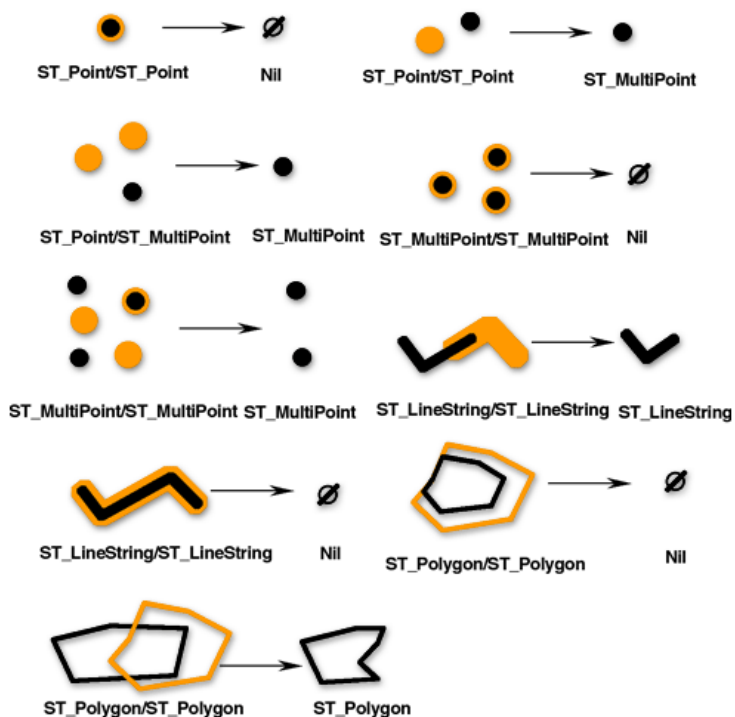 ST_Point/ST_Point Nil
ST_Point/ST_Point ST_MultiPoint
ST_Point/ST_MultiPoint ST_MultiPoint
ST_MultiPoint/ST_MultiPoint Nil
ST_MultiPoint/ST_MultiPoint ST_MultiPoint
ST_LineString/ST_LineString ST_LineString
ST_LineString/ST_LineString Nil
ST_Polygon/ST_Polygon Nil
ST_Polygon/ST_Polygon ST_Polygon